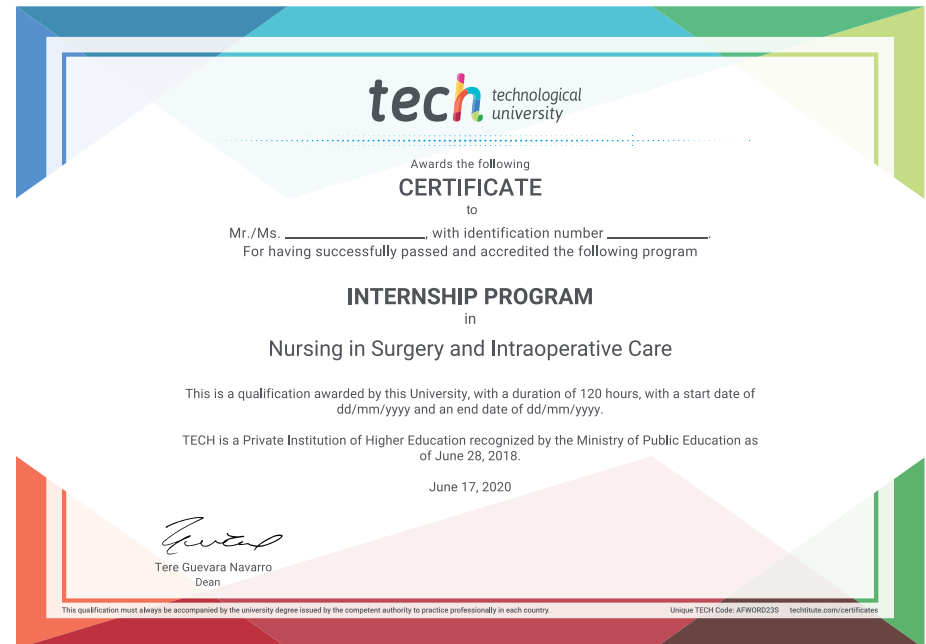 tech technological
university
Awards the following
CERTIFICATE
to
Mr./Ms. ____________________, with identification number ______________.
For having successfully passed and accredited the following program
INTERNSHIP PROGRAM
in
Nursing in Surgery and Intraoperative Care
This is a qualification awarded by this University, with a duration of 120 hours, with a start date of
dd/mm/yyyy and an end date of dd/mm/yyyy.
TECH is a Private Institution of Higher Education recognized by the Ministry of Public Education as
of June 28, 2018.
June 17, 2020
Tere Guevara Navarro
Dean
This qualification must always be accompanied by the university degree issued by the competent authority to practice professionally in each country.
Unique TECH Code: AFWORD23S techtitute.com/certificates